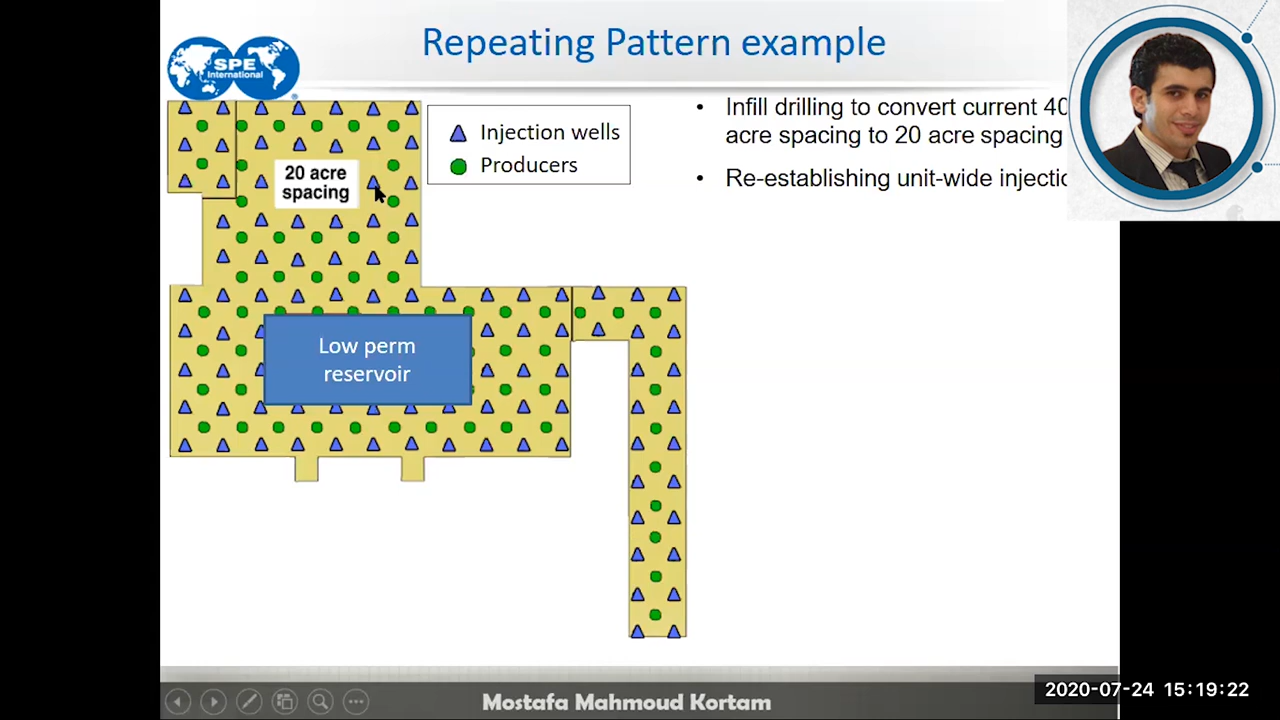 Repeating Pattern example
SPE
International
®
Injection wells
Producers
20 acre
spacing
Low perm
reservoir
• Infill drilling to convert current 40
acre spacing to 20 acre spacing
• Re-establishing unit-wide injectio
Mostafa Mahmoud Kortam
2020-07-24 15:19:22